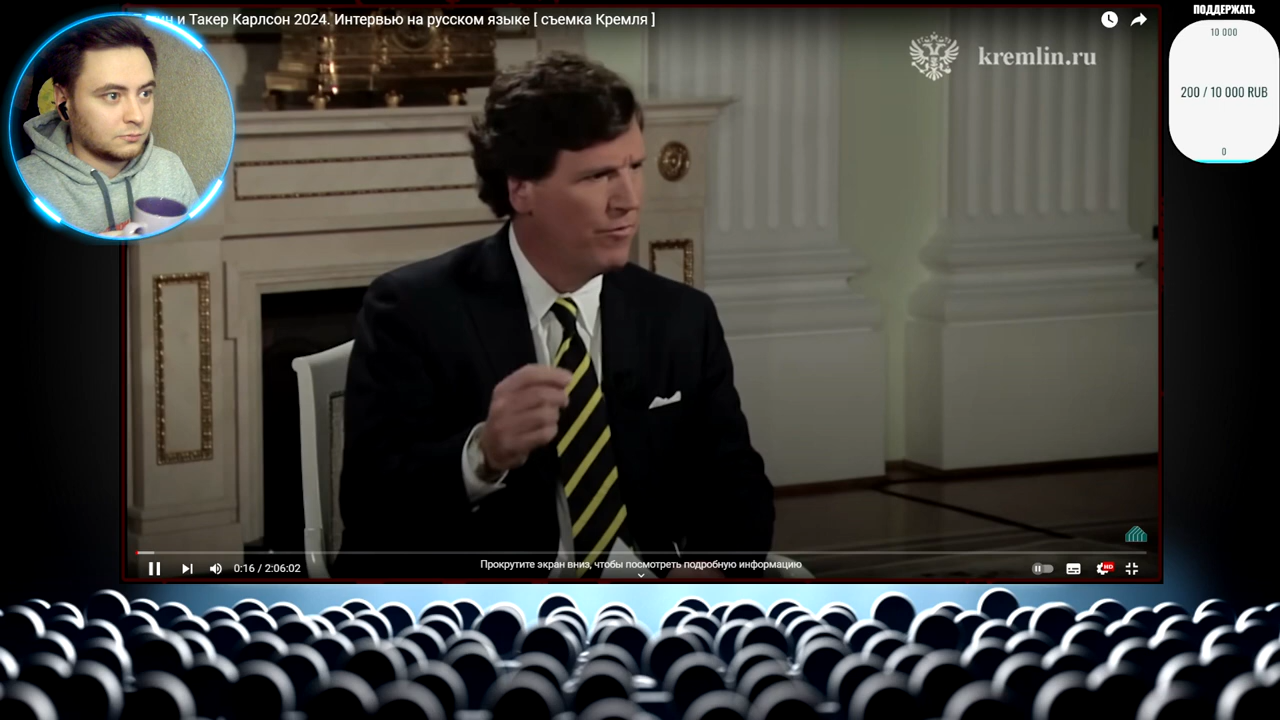 н и Такер Карлсон 2024. Интервью на русском языке [ съемка Кремля ]
ПОДДЕРЖАТЬ
10 000
200 / 10 000 RUB
0
kremlin.ru
Прокрутите экран вниз, чтобы посмотреть подробную информацию
0:16 / 2:06:02
HD